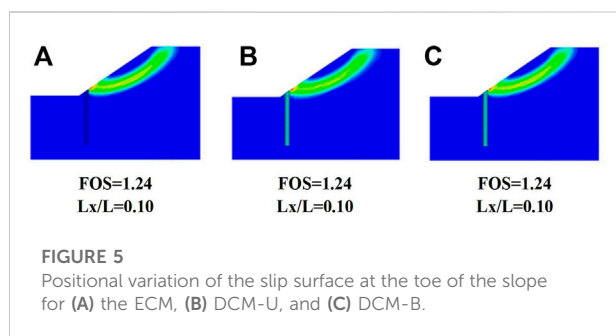 A B C
FOS=1.24 FOS=1.24 FOS=1.24
Lx/L=0.10 Lx/L=0.10 Lx/L=0.10
FIGURE 5
Positional variation of the slip surface at the toe of the slope
for (A) the ECM, (B) DCM-U, and (C) DCM-B.